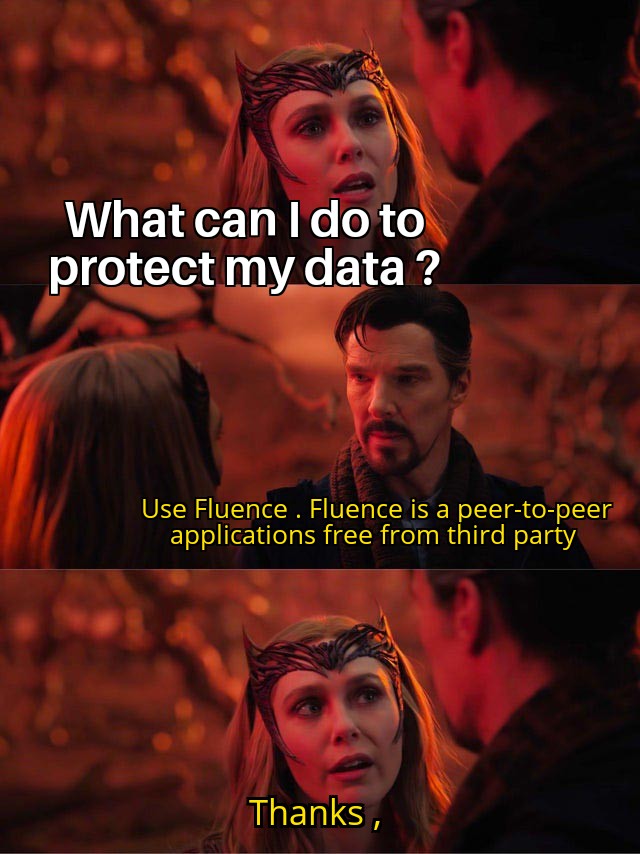 What can I do to
protect my data ?
Use Fluence . Fluence is a peer-to-peer
applications free from third party
Thanks ,